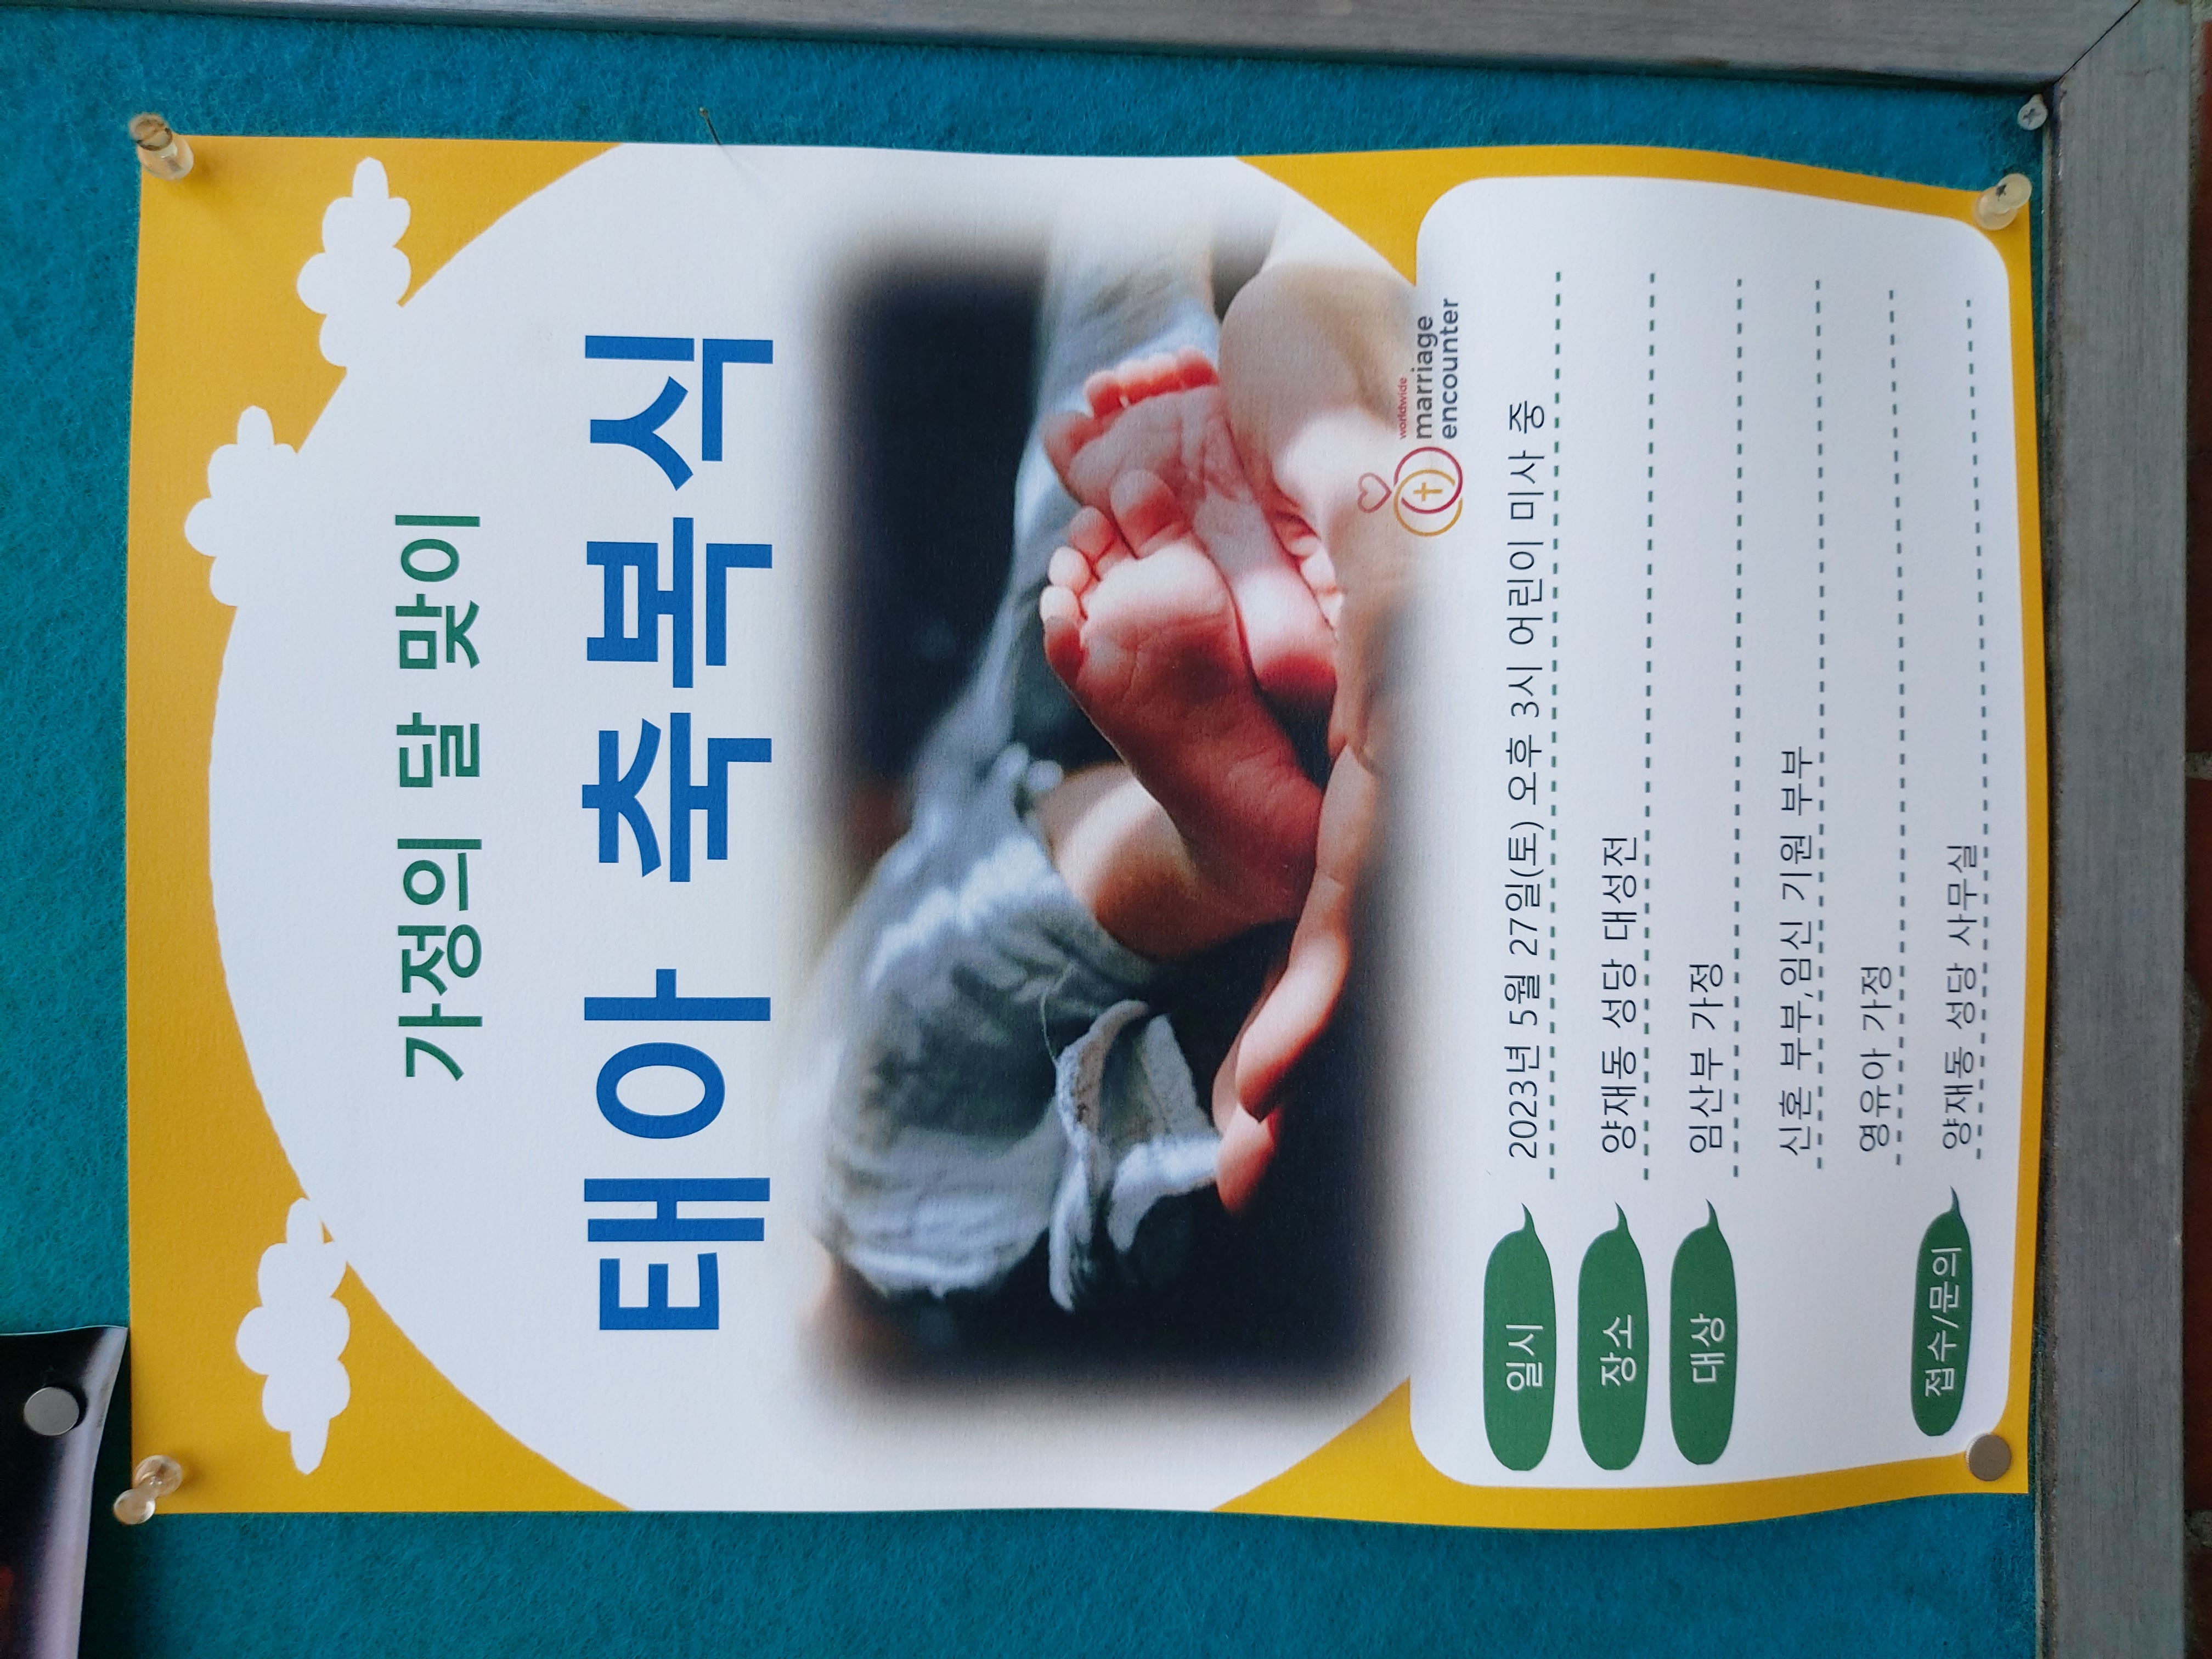 가정의 달 맞이
태아 축복식
worldwide
marriage
encounter
일시 2023년 5월 27일(토) 오후 3시 어린이 미사 중
장소 양재동 성당 대성전
대상 임산부 가정
신혼 부부,임신 기원 부부
영유아 가정
접수/문의 양재동 성당 사무실